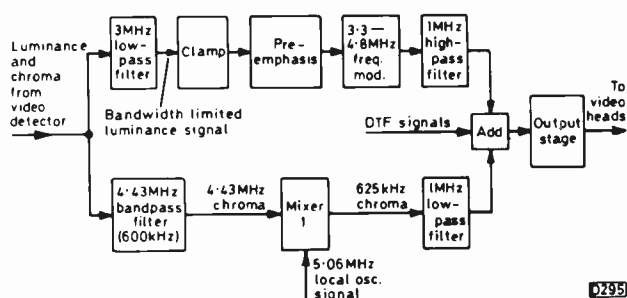 Luminance
and
chroma
from
video
detector
3MHz
low-
pass
filter
Clamp
Pre-
emphasis
3·3—
4·8MHz
freq.
mod.
1MHz
high-
pass
filter
Bandwidth limited
luminance signal
DTF signals
Add
Output
stage
To
video
heads
4·43MHz
bandpass
filter
(600kHz)
4·43MHz
chroma
Mixer
1
625kHz
chroma
1MHz
low-
pass
filter
5·06MHz
local osc.
signal
D295